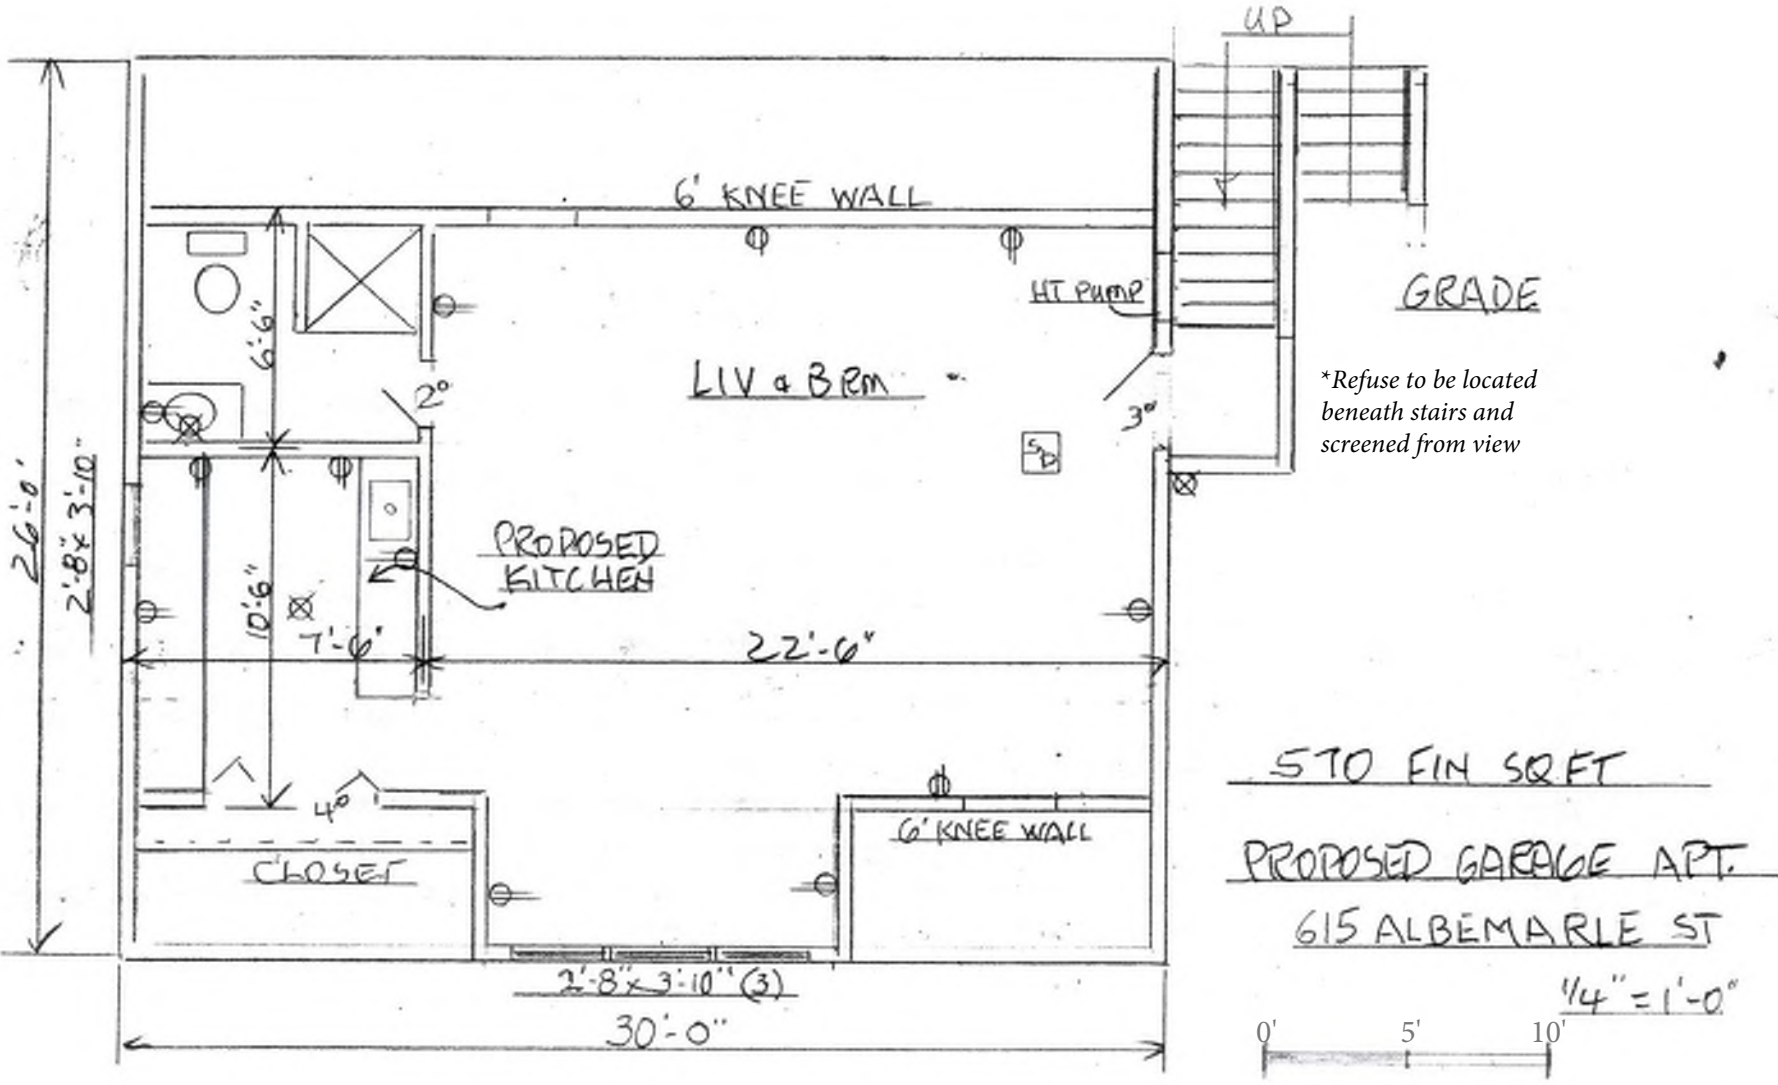 UP
6' KNEE WALL
HT PUMP
GRADE
6'-6"
LIV & BRM
2°
3°
*Refuse to be located
beneath stairs and
screened from view
SD
26'-0'
2'-8" x 3'-10"
PROPOSED
KITCHEN
10'-6"
7'-6"
22'-6"
570 FIN SQFT
4°
6' KNEE WALL
CLOSET
PROPOSED GARAGE APT.
615 ALBEMARLE ST
2'-8" x 3'-10" (3)
1/4" = 1'-0"
30'-0"
0' 5' 10'